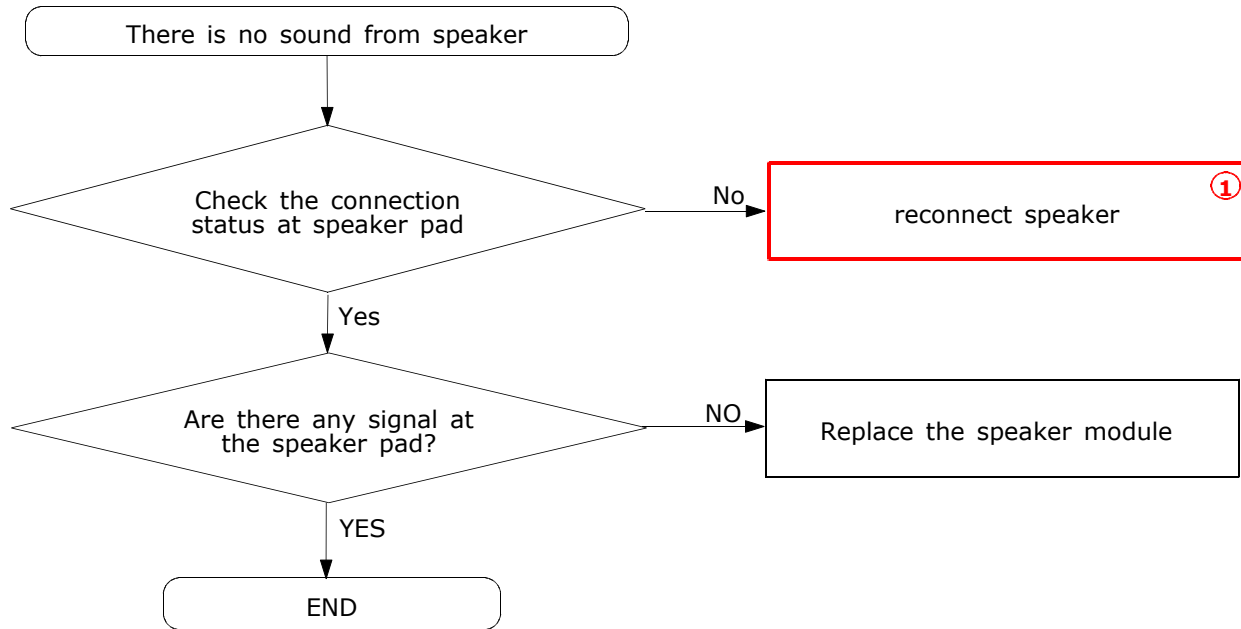 There is no sound from speaker
Check the connection
status at speaker pad
No
①
reconnect speaker
Yes
Are there any signal at
the speaker pad?
NO
Replace the speaker module
YES
END